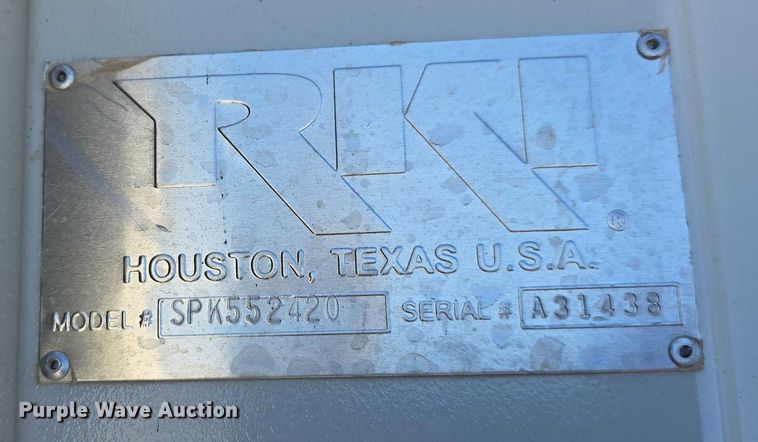 RKI
®
HOUSTON, TEXAS U.S.A.
MODEL # SPK552420 SERIAL # A31438
Purple Wave Auction